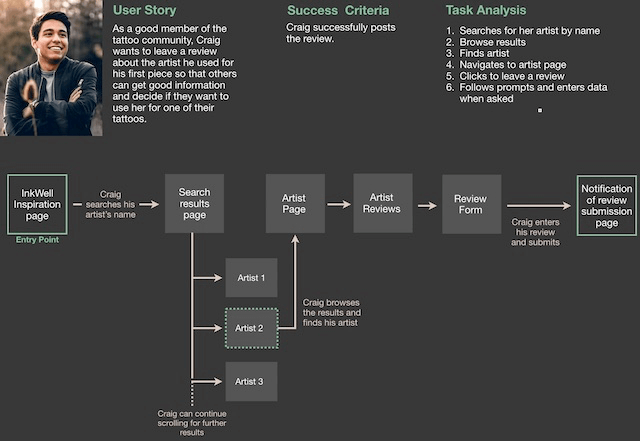 User Story
As a good member of the
tattoo community, Craig
wants to leave a review
about the artist he used for
his first piece so that others
can get good information
and decide if they want to
use her for one of their
tattoos.
Success Criteria
Craig successfully posts
the review.
Task Analysis
1. Searches for her artist by name
2. Browse results
3. Finds artist
4. Navigates to artist page
5. Clicks to leave a review
6. Follows prompts and enters data
when asked
InkWell
Inspiration
page
Entry Point
Craig
searches his
artist's name
Search
results
page
Artist 1
Artist 2
Artist 3
Craig can continue
scrolling for further
results
Craig browses
the results and
finds his artist
Artist
Page
Artist
Reviews
Review
Form
Craig enters
his review
and submits
Notification
of review
submission
page